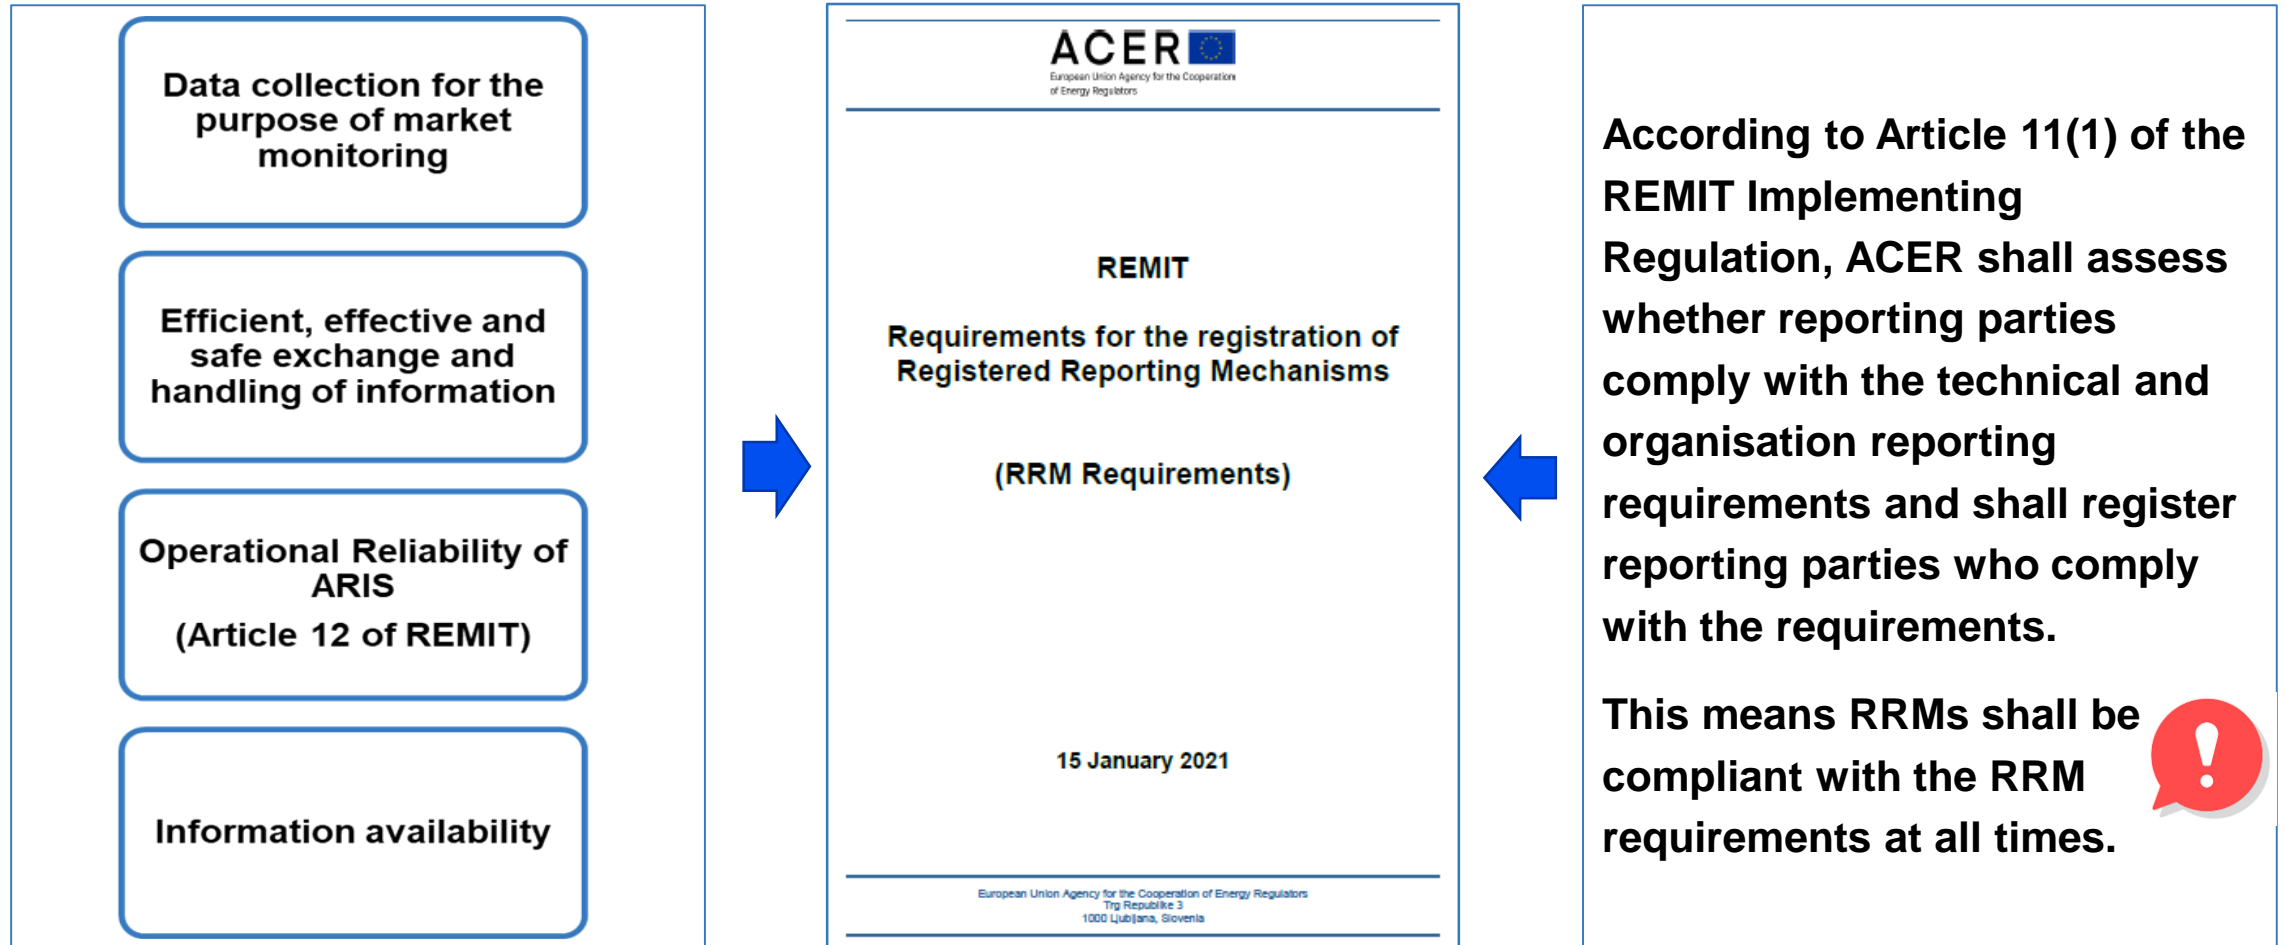 Data collection for the
purpose of market
monitoring
Efficient, effective and
safe exchange and
handling of information
Operational Reliability of
ARIS
(Article 12 of REMIT)
Information availability
ACER
European Union Agency for the Cooperation
of Energy Regulators
REMIT
Requirements for the registration of
Registered Reporting Mechanisms
(RRM Requirements)
15 January 2021
European Union Agency for the Cooperation of Energy Regulators
Trg Republike 3
1000 Ljubljana, Slovenia
According to Article 11(1) of the
REMIT Implementing
Regulation, ACER shall assess
whether reporting parties
comply with the technical and
organisation reporting
requirements and shall register
reporting parties who comply
with the requirements.
This means RRMs shall be
compliant with the RRM
requirements at all times.
!